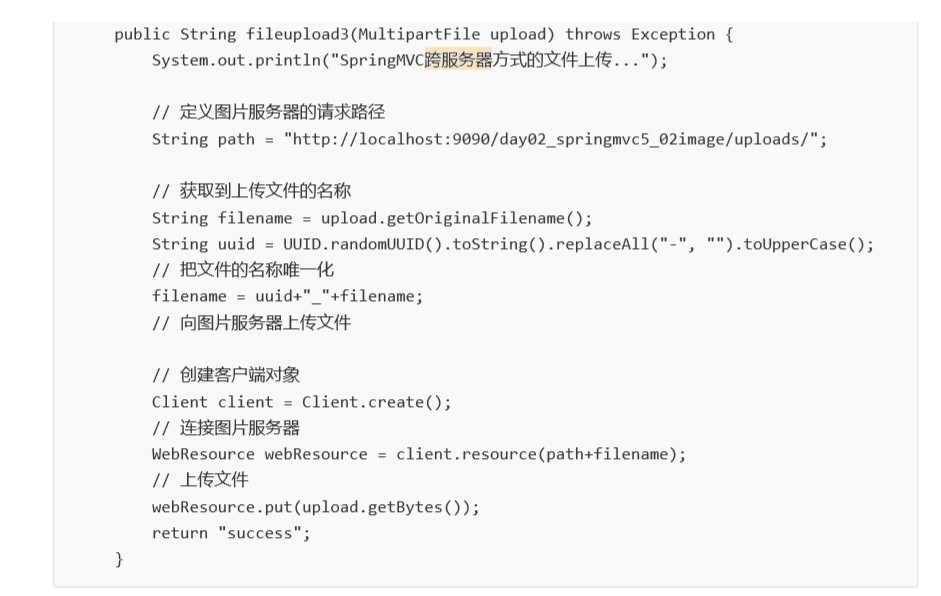 public String fileupload3(MultipartFile upload) throws Exception {
System.out.println("SpringMVC跨服务器方式的文件上传...");
// 定义图片服务器的请求路径
String path = "http://localhost:9090/day02_springmvc5_02image/uploads/";
// 获取到上传文件的名称
String filename = upload.getOriginalFilename();
String uuid = UUID.randomUUID().toString().replaceAll("-", "").toUpperCase();
// 把文件的名称唯一化
filename = uuid+"_"+filename;
// 向图片服务器上传文件
// 创建客户端对象
Client client = Client.create();
// 连接图片服务器
WebResource webResource = client.resource(path+filename);
// 上传文件
webResource.put(upload.getBytes());
return "success";
}